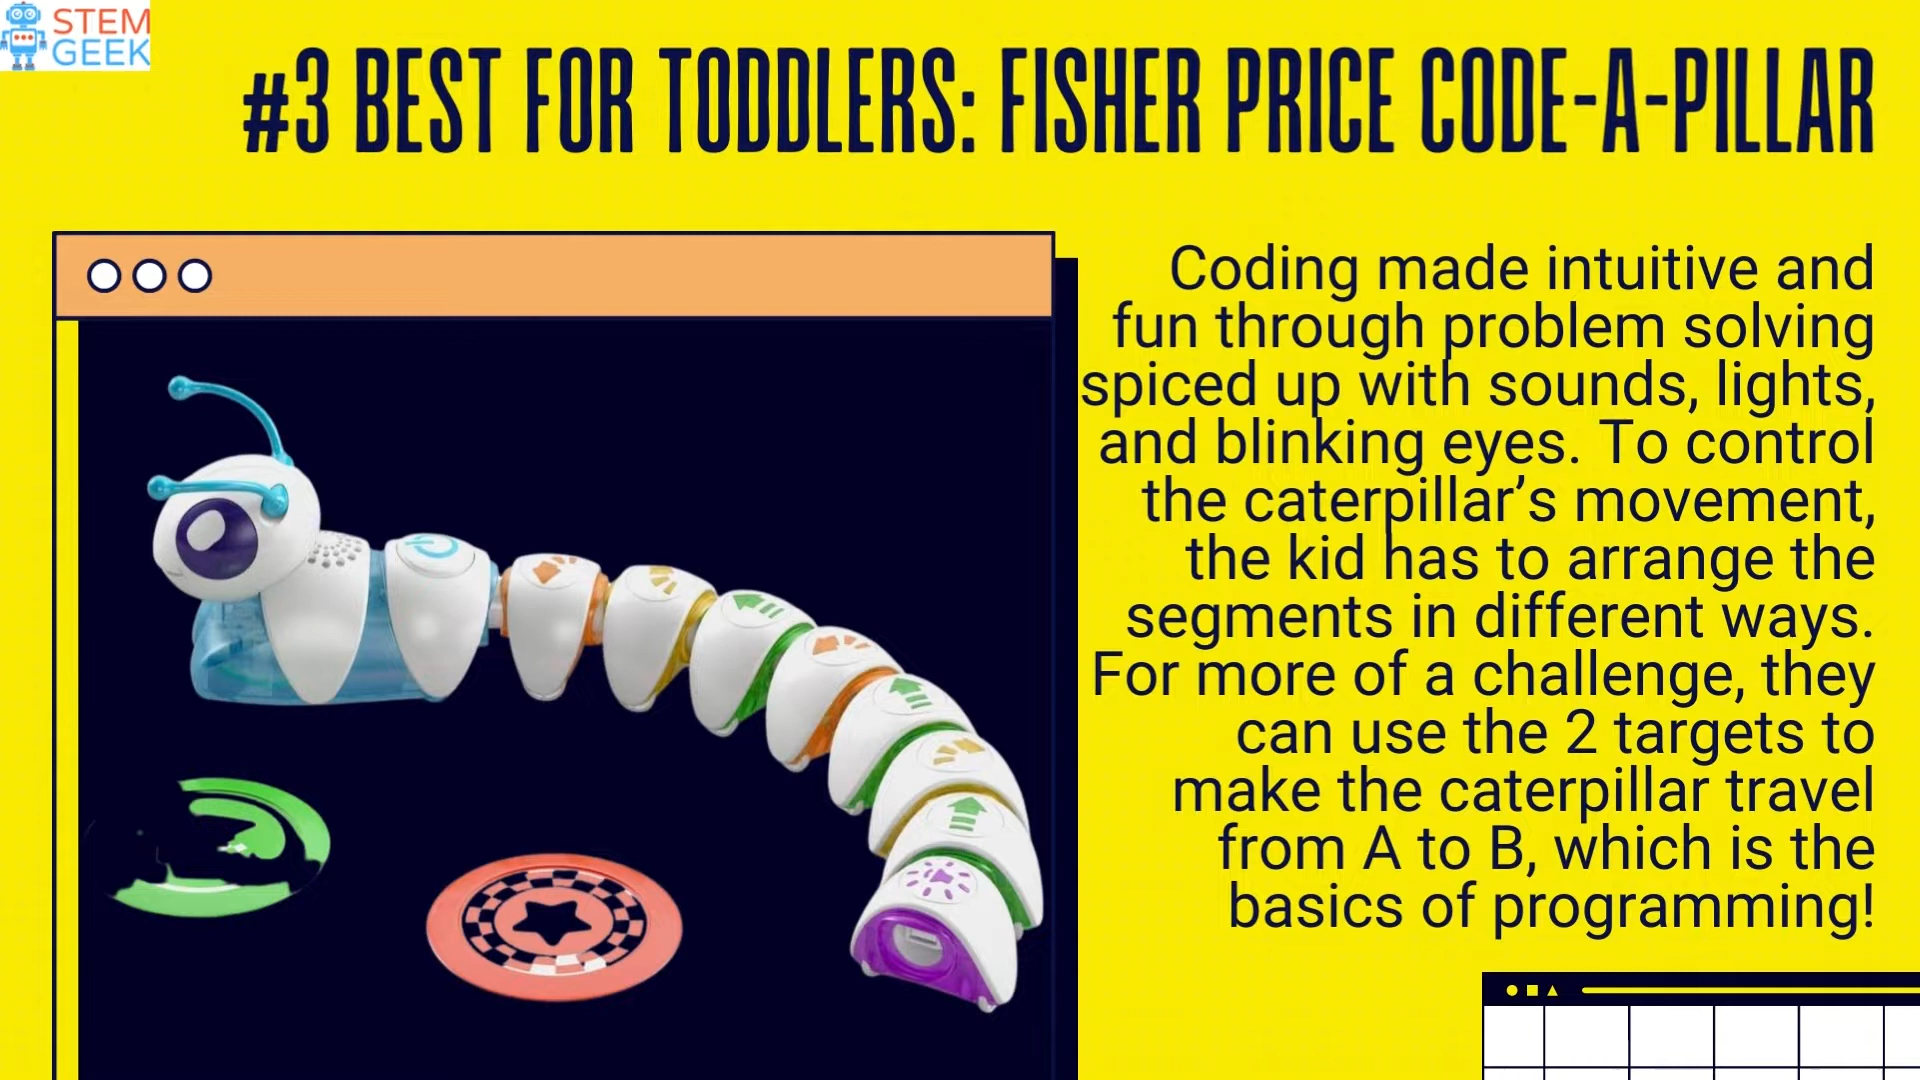 STEM
GEEK
#3 BEST FOR TODDLERS: FISHER PRICE CODE-A-PILLAR
Coding made intuitive and
fun through problem solving
spiced up with sounds, lights,
and blinking eyes. To control
the caterpillar’s movement,
the kid has to arrange the
segments in different ways.
For more of a challenge, they
can use the 2 targets to
make the caterpillar travel
from A to B, which is the
basics of programming!